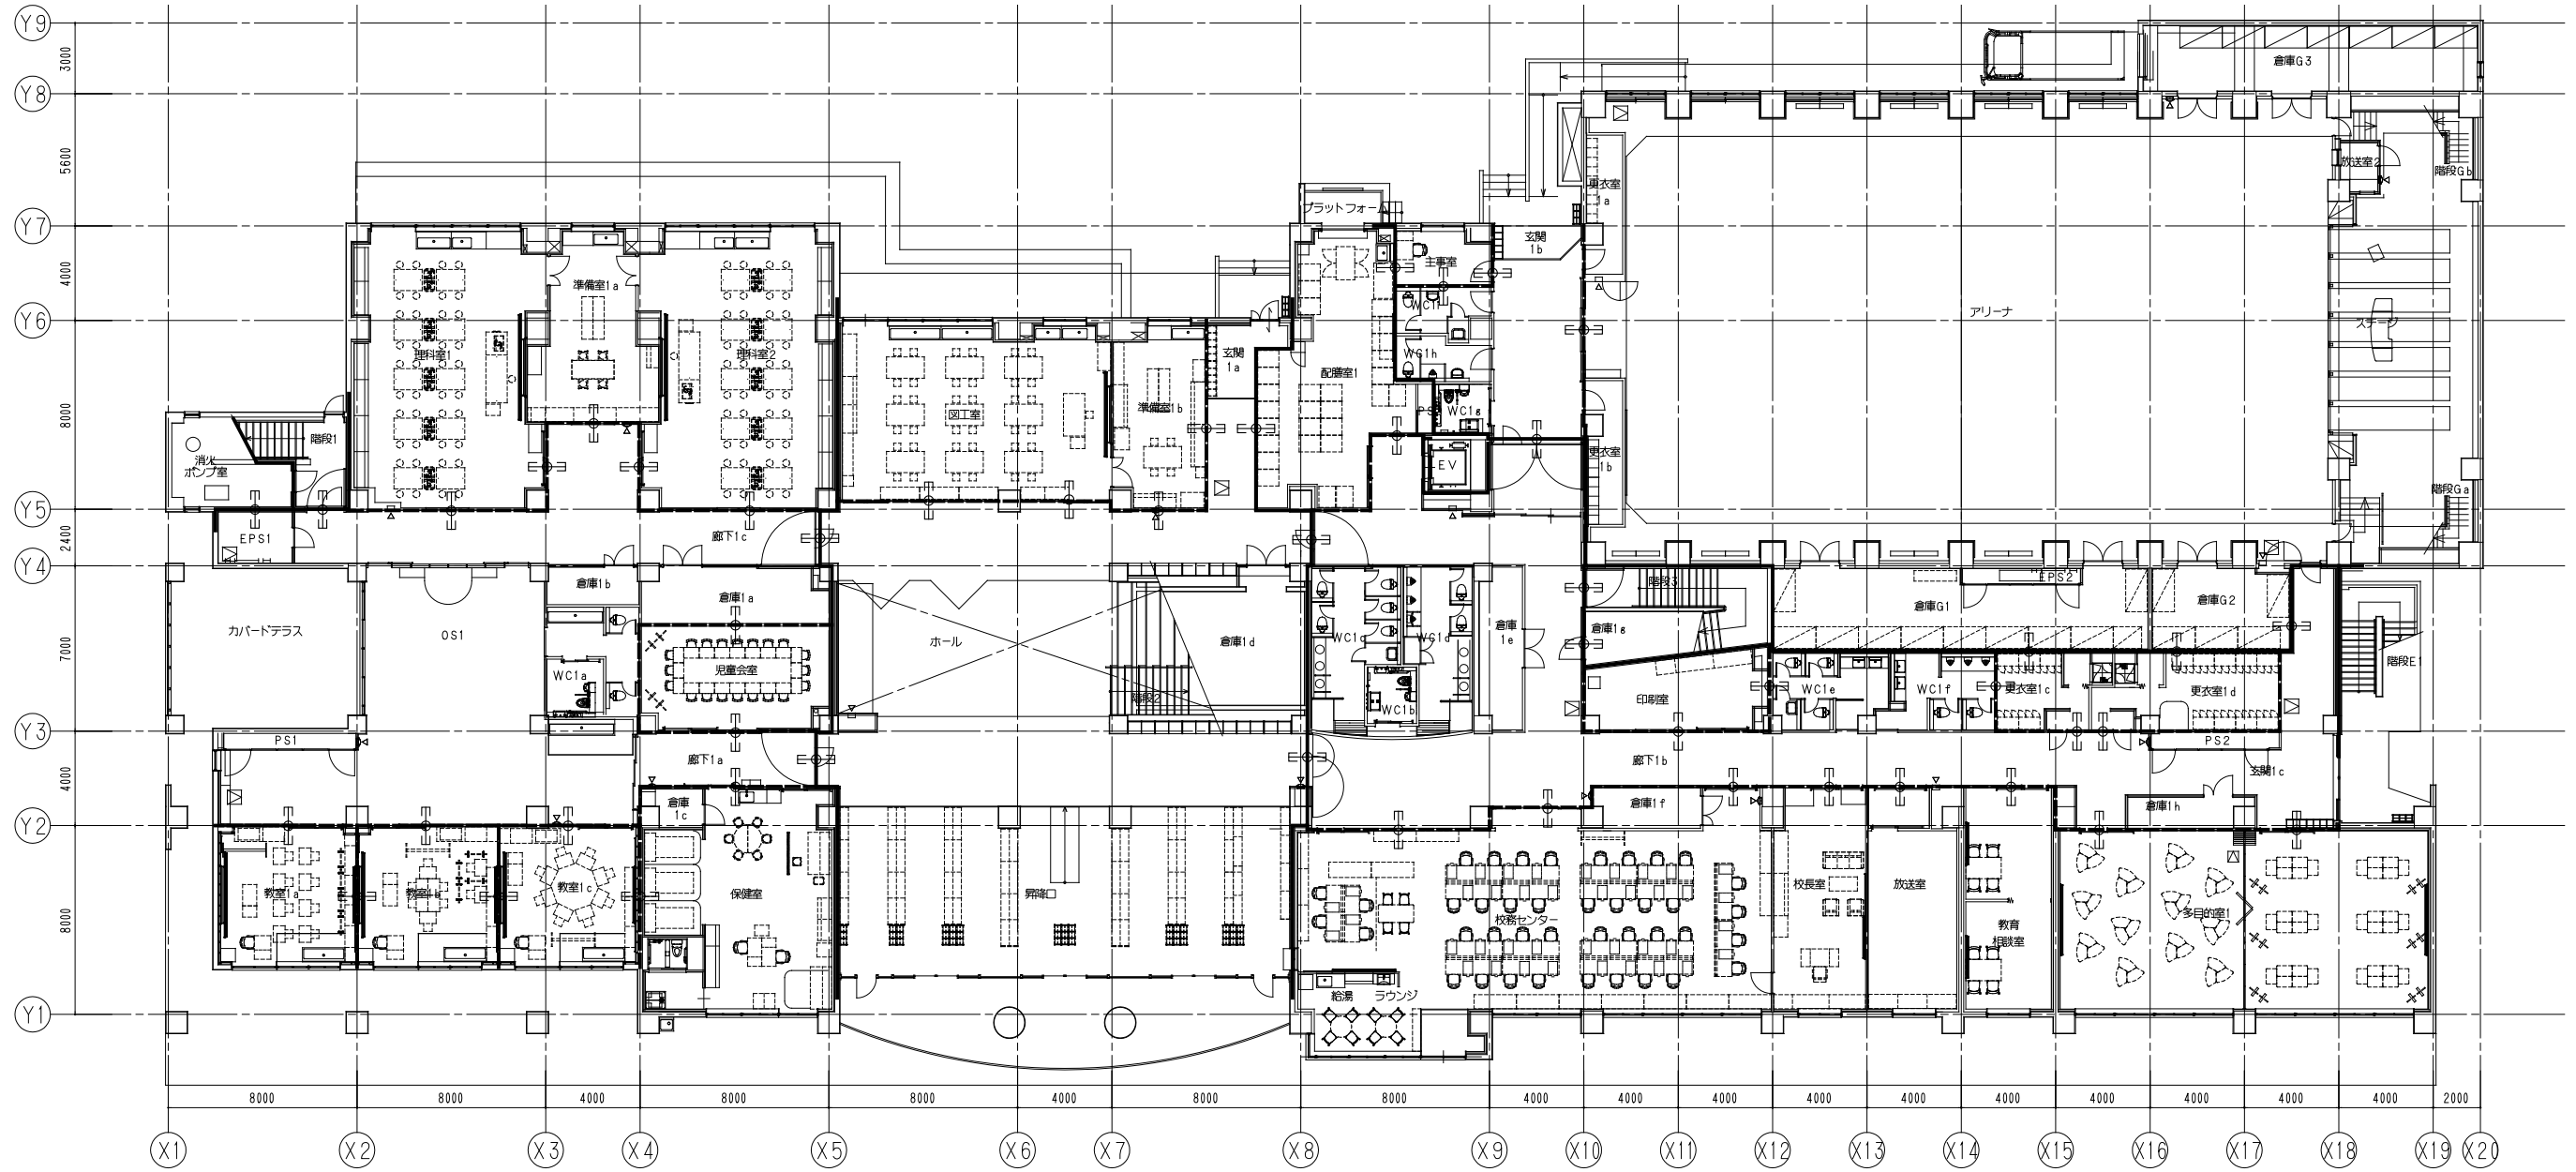 Y9
3000
倉庫G3
Y8
5600
放送室2
階段Gb
更衣室
1a
プラットフォーム
Y7
主事室
玄関
1b
4000
準備室1a
WC1i
アリーナ
Y6
ステージ
理科室1
理科室2
玄関
1a
WC1h
配膳室1
8000
図工室
準備室1b
PS
WC1g
階段1
消火
ポンプ室
EV
更衣室
1b
階段Ga
Y5
2400
EPS1
廊下1c
Y4
倉庫1b
倉庫1a
階段3
EPS2
倉庫G1
倉庫G2
カバードテラス
OS1
ホール
倉庫1d
WC1c
WC1d
倉庫
1e
倉庫1g
7000
WC1a
児童会室
階段2
WC1b
印刷室
WC1e
WC1f
更衣室1c
更衣室1d
階段E1
Y3
PS1
PS2
4000
廊下1a
廊下1b
玄関1c
倉庫
1c
倉庫1f
倉庫1h
Y2
8000
教室1a
教室1b
教室1c
保健室
昇降口
校務センター
校長室
放送室
教育
相談室
多目的室1
給湯
ラウンジ
Y1
8000 8000 4000 8000 8000 4000 8000 8000 4000 4000 4000 4000 4000 4000 4000 4000 4000 4000 2000
X1 X2 X3 X4 X5 X6 X7 X8 X9 X10 X11 X12 X13 X14 X15 X16 X17 X18 X19 X20